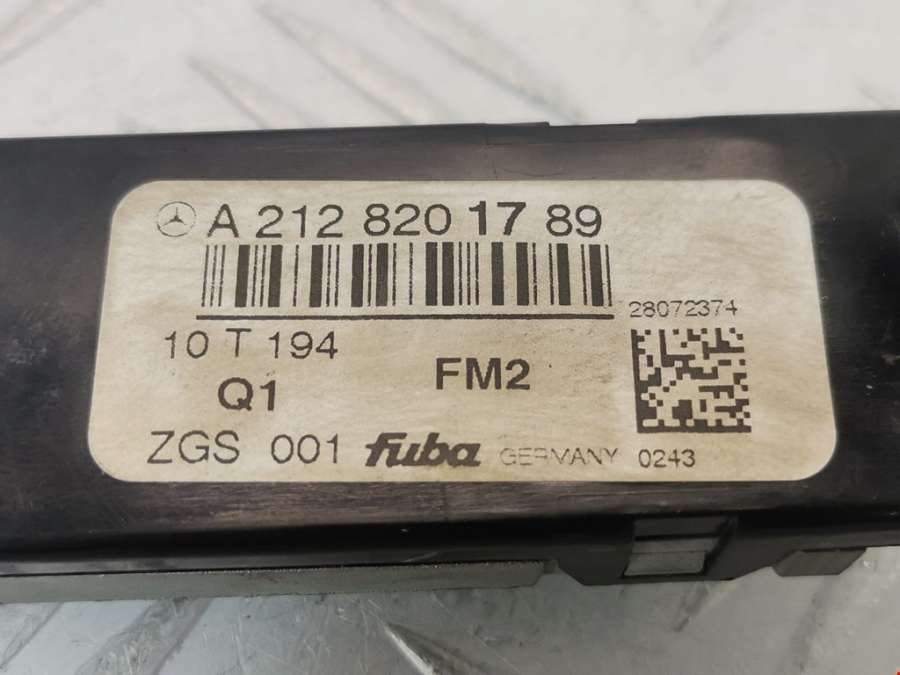 A 212 820 17 89
28072374
10 T 194
FM2
Q1
ZGS 001 fuba GERMANY 0243